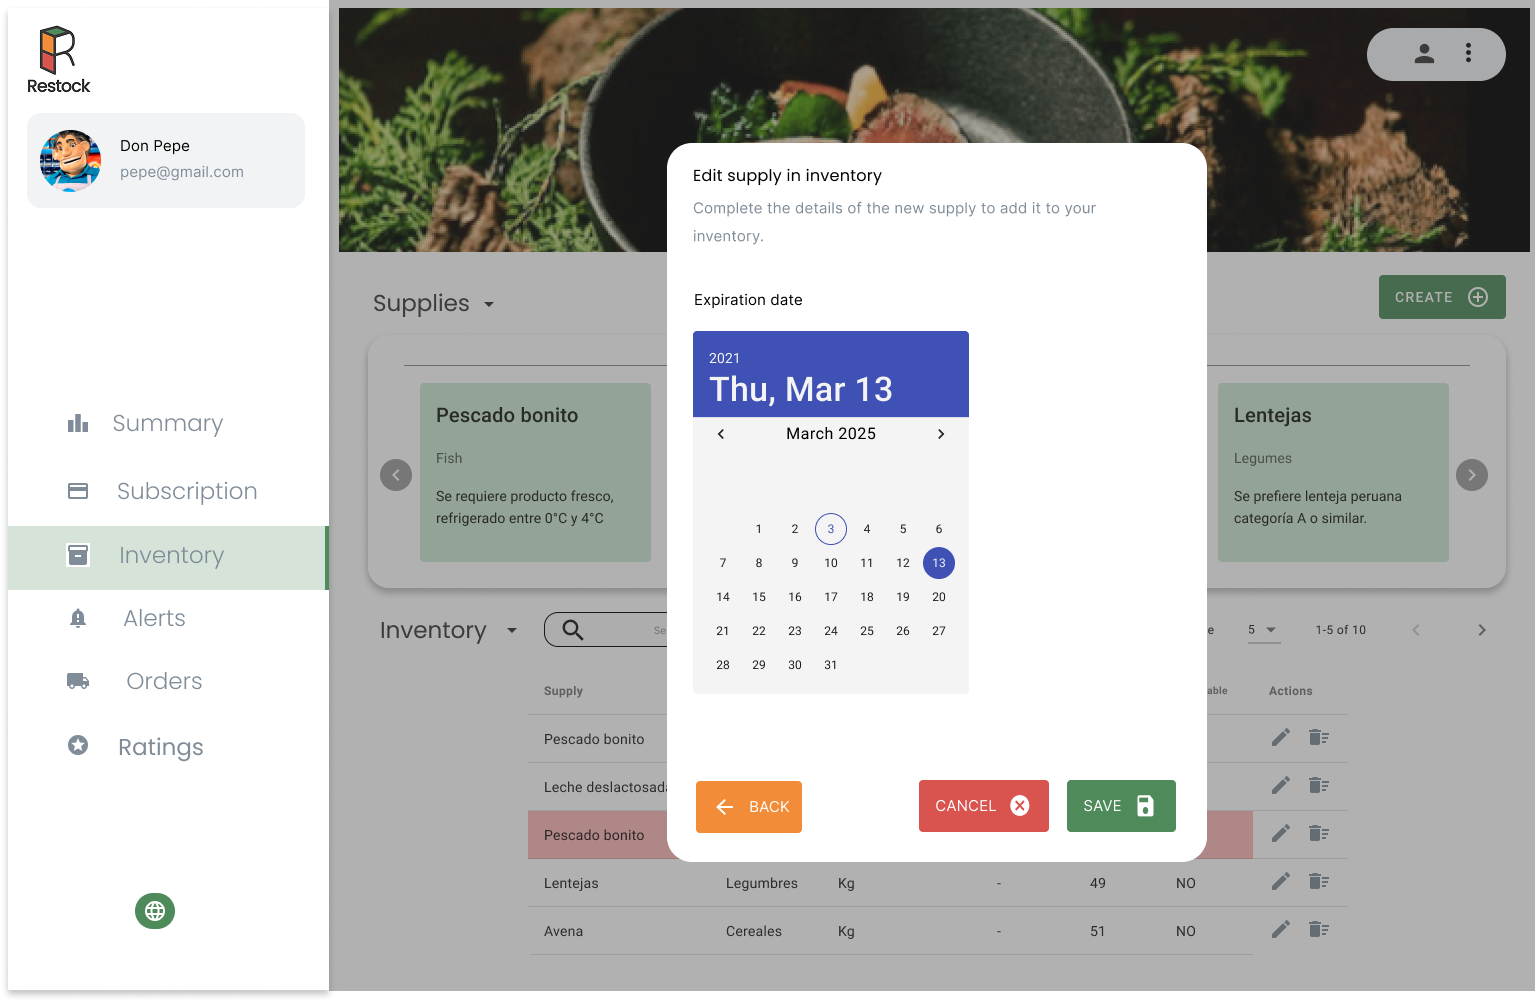 Restock
Don Pepe
pepe@gmail.com
Summary
Subscription
Inventory
Alerts
Orders
Ratings
Supplies
CREATE
Pescado bonito
Fish
Se requiere producto fresco,
refrigerado entre 0°C y 4°C
Lentejas
Legumes
Se prefiere lenteja peruana
categoría A o similar.
Edit supply in inventory
Complete the details of the new supply to add it to your
inventory.
Expiration date
2021
Thu, Mar 13
March 2025
1 2 3 4 5 6
7 8 9 10 11 12 13
14 15 16 17 18 19 20
21 22 23 24 25 26 27
28 29 30 31
BACK
CANCEL
SAVE
Inventory
5
1-5 of 10
Supply Actions
Pescado bonito
Leche deslactosada
Pescado bonito
Lentejas Legumbres Kg - 49 NO
Avena Cereales Kg - 51 NO